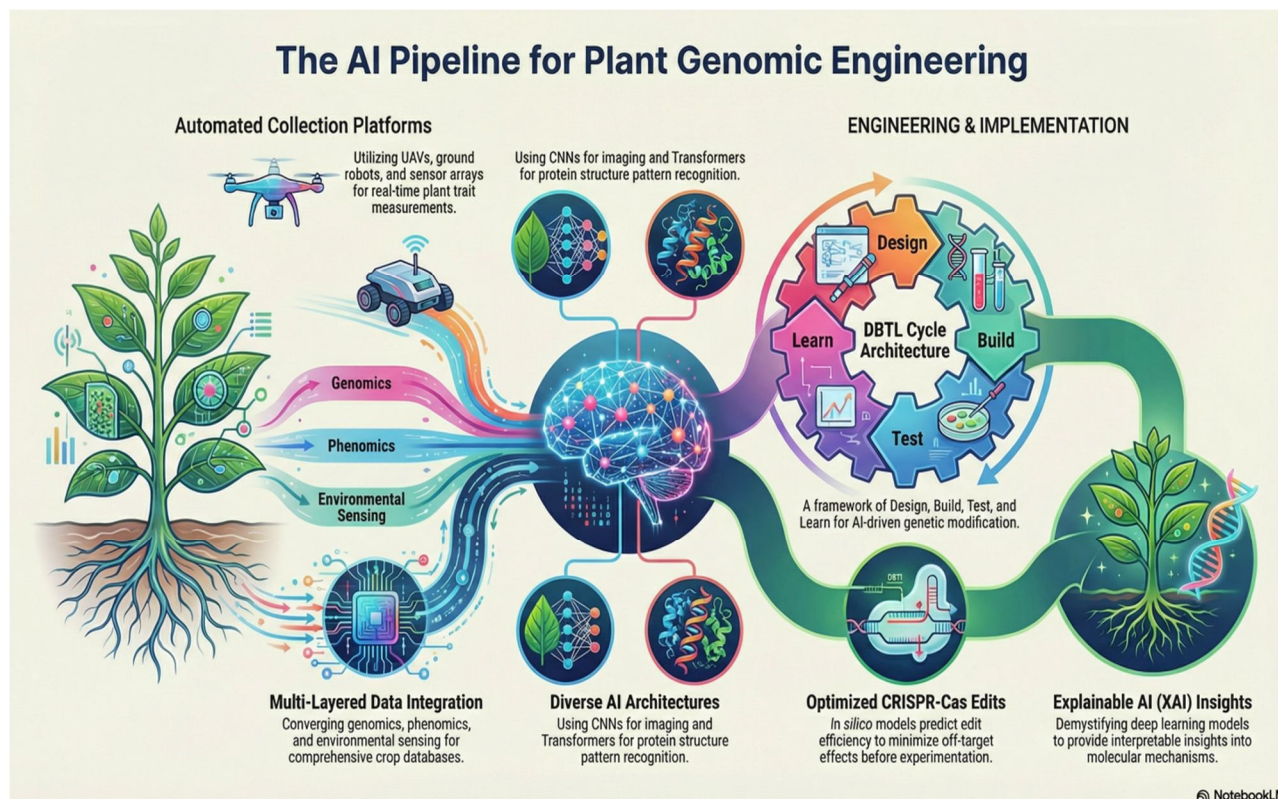 The AI Pipeline for Plant Genomic Engineering
Automated Collection Platforms
Utilizing UAVs, ground
robots, and sensor arrays
for real-time plant trait
measurements.
Using CNNs for imaging and Transformers
for protein structure pattern recognition.
ENGINEERING & IMPLEMENTATION
Design
Build
Test
Learn
DBTL Cycle
Architecture
A framework of Design, Build, Test, and
Learn for AI-driven genetic modification.
Genomics
Phenomics
Environmental
Sensing
Multi-Layered Data Integration
Converging genomics, phenomics,
and environmental sensing for
comprehensive crop databases.
Diverse AI Architectures
Using CNNs for imaging and
Transformers for protein structure
pattern recognition.
Optimized CRISPR-Cas Edits
In silico models predict edit
efficiency to minimize off-target
effects before experimentation.
Explainable AI (XAI) Insights
Demystifying deep learning models
to provide interpretable insights into
molecular mechanisms.